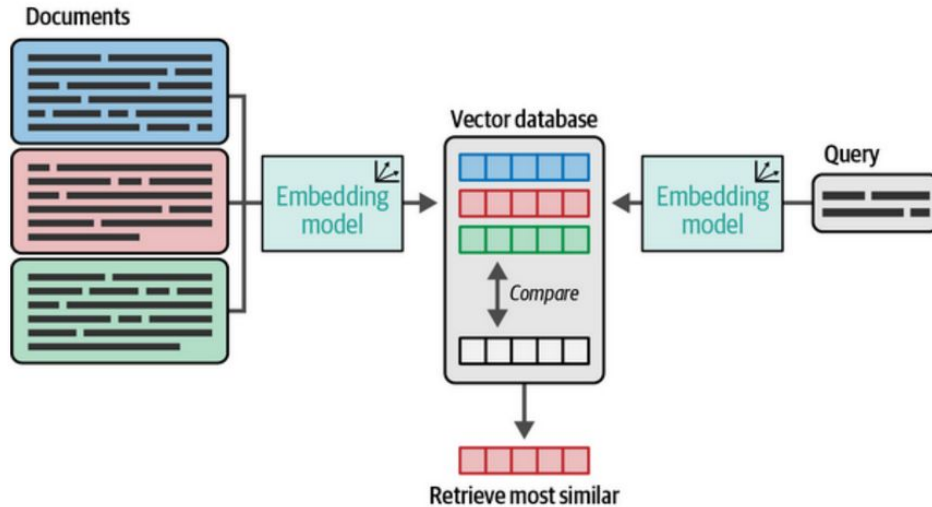 Documents
Vector database
Query
Embedding
model
Embedding
model
Compare
Retrieve most similar